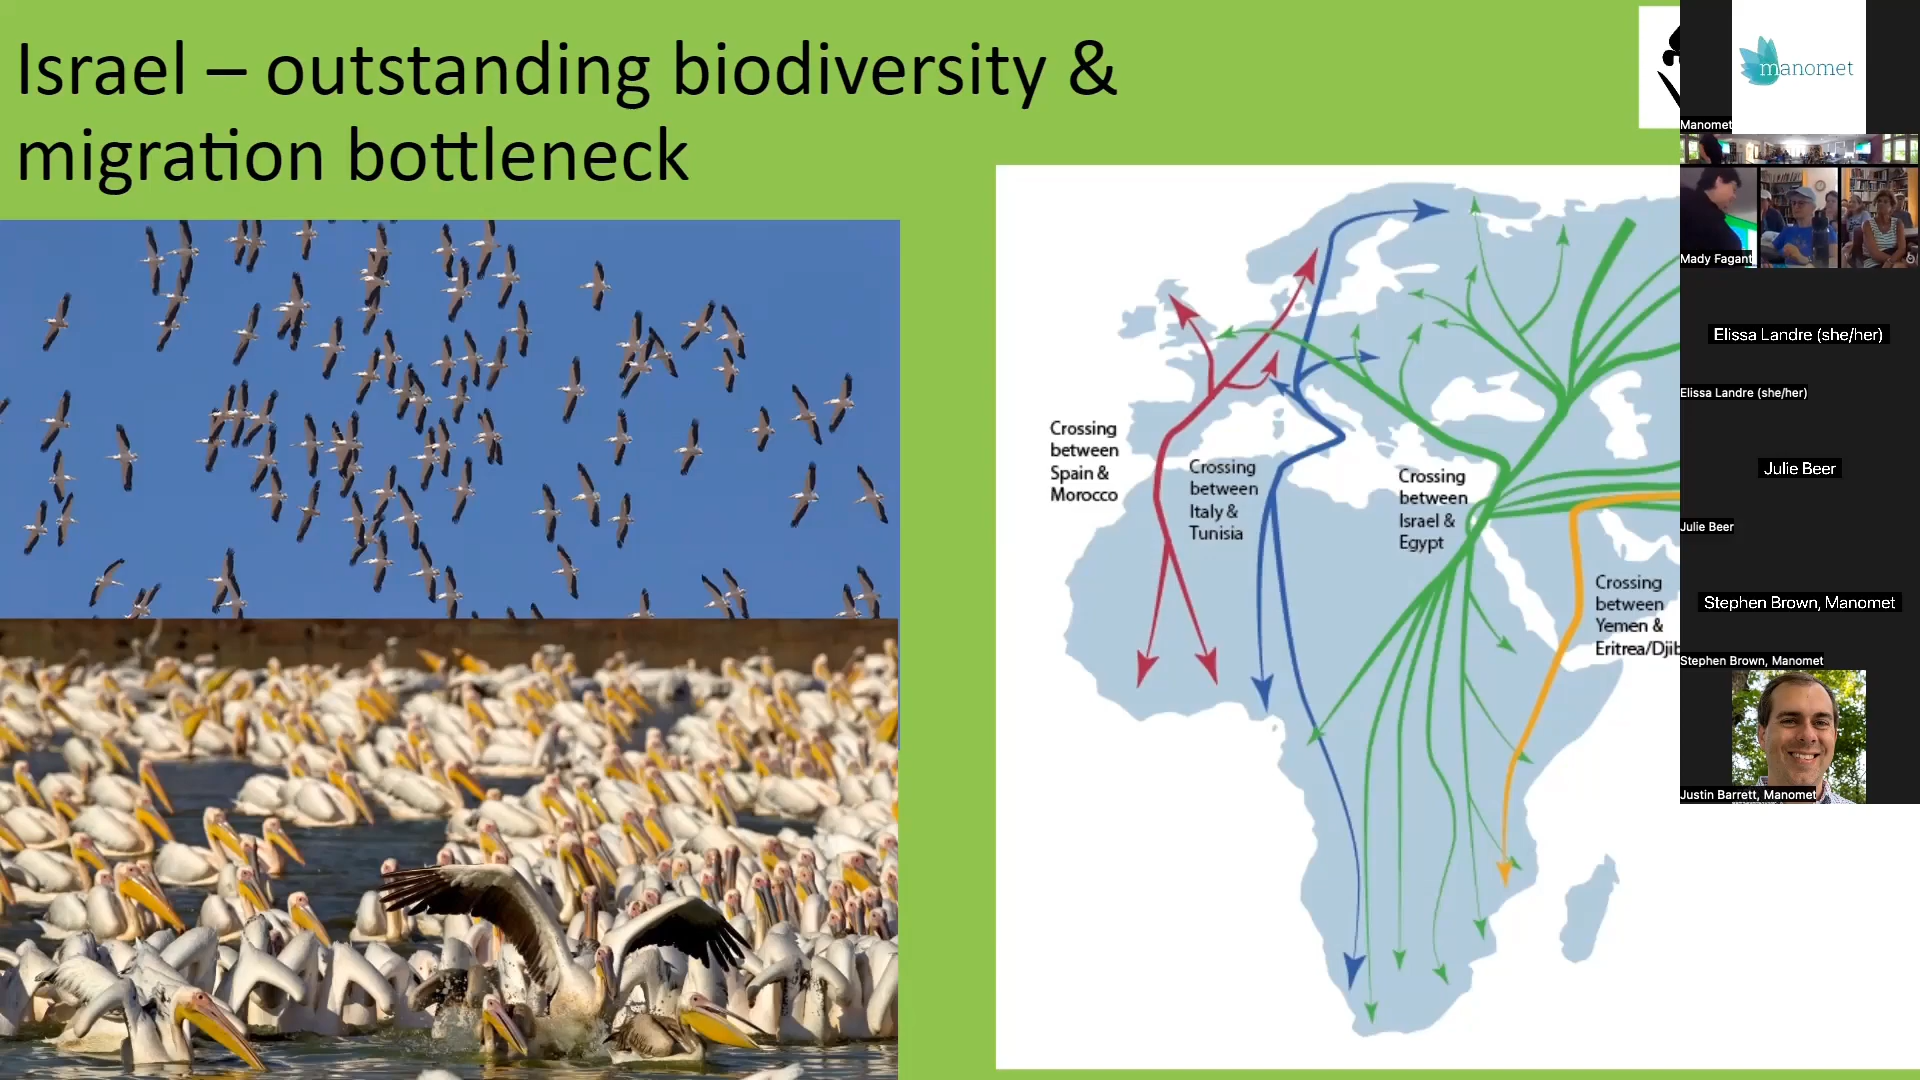 Israel – outstanding biodiversity &
migration bottleneck
Crossing
between
Spain &
Morocco
Crossing
between
Italy &
Tunisia
Crossing
between
Israel &
Egypt
Crossing
between
Yemen &
Eritrea/Djib
manomet
Manomet
Mady Fagant
Elissa Landre (she/her)
Elissa Landre (she/her)
Julie Beer
Julie Beer
Stephen Brown, Manomet
Stephen Brown, Manomet
Justin Barrett, Manomet